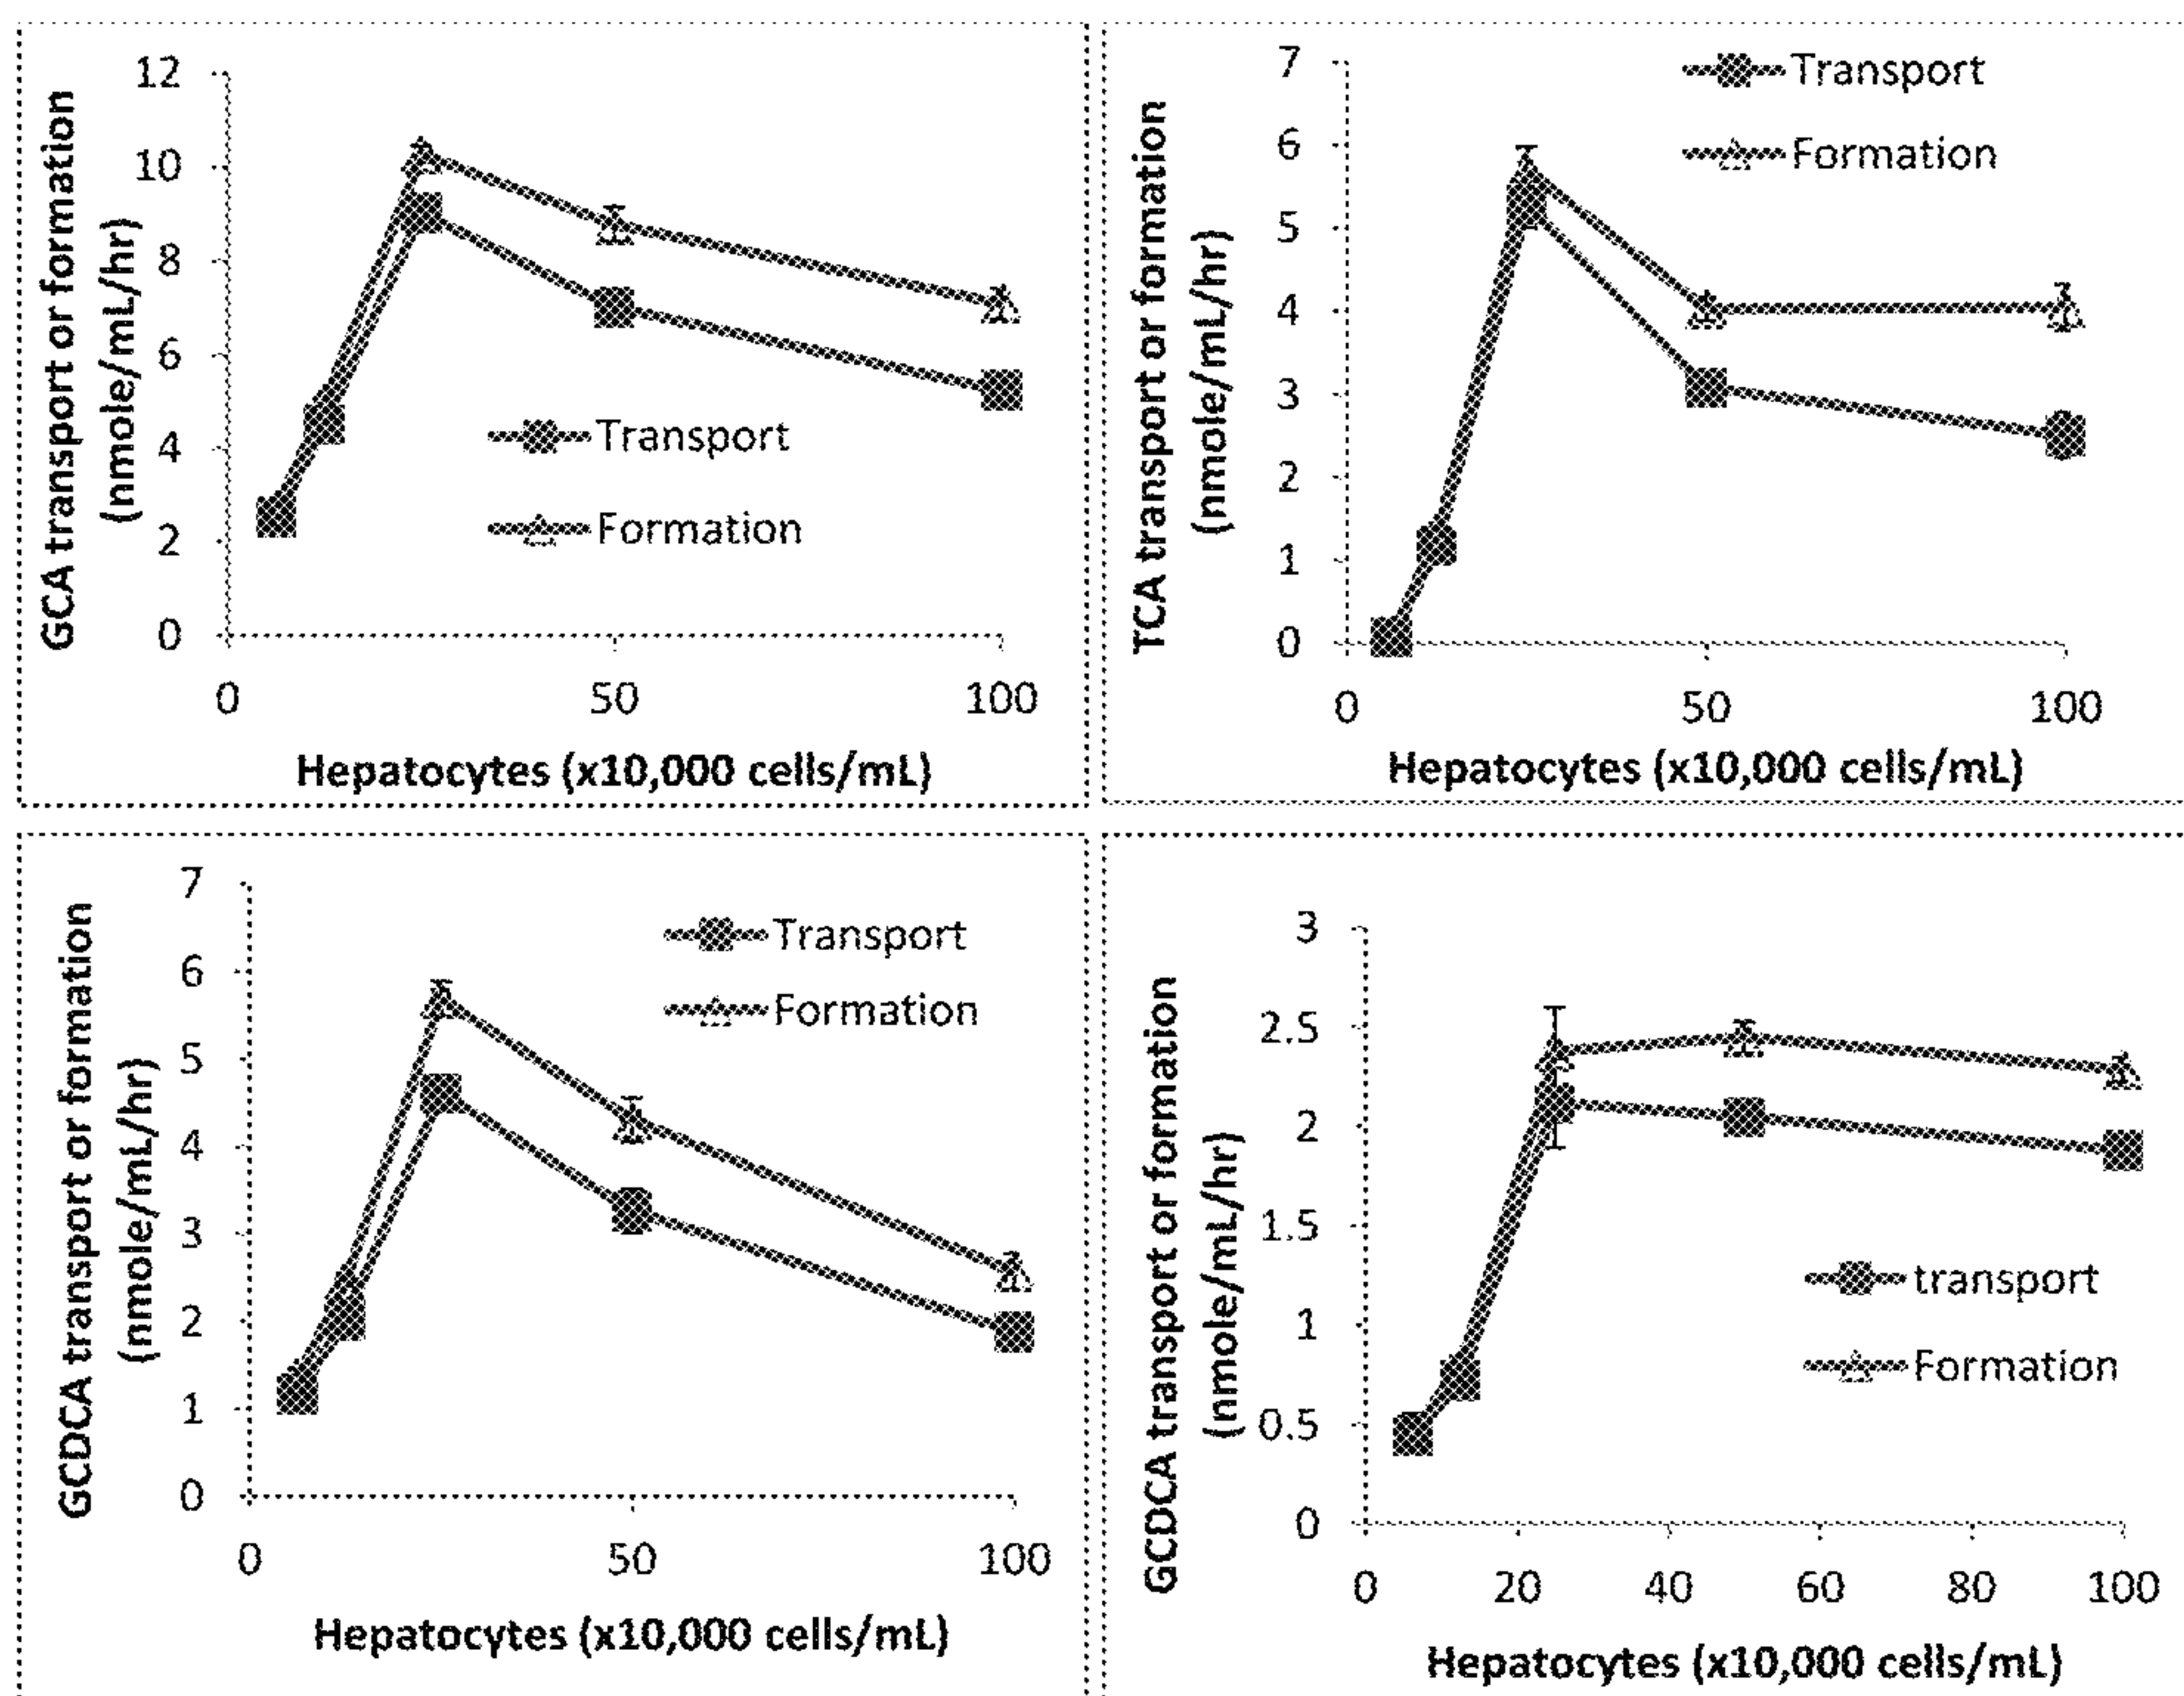 GCA transport or formation
(nmole/mL/hr)
12
10
8
6
4
2
0
Transport
Formation
0 50 100
Hepatocytes (x10,000 cells/mL)
TCA transport or formation
(nmole/mL/hr)
7
6
5
4
3
2
1
0
Transport
Formation
0 50 100
Hepatocytes (x10,000 cells/mL)
GCDCA transport or formation
(nmole/mL/hr)
7
6
5
4
3
2
1
0
Transport
Formation
0 50 100
Hepatocytes (x10,000 cells/mL)
GCDCA transport or formation
(nmole/mL/hr)
3
2.5
2
1.5
1
0.5
0
transport
Formation
0 20 40 60 80 100
Hepatocytes (x10,000 cells/mL)